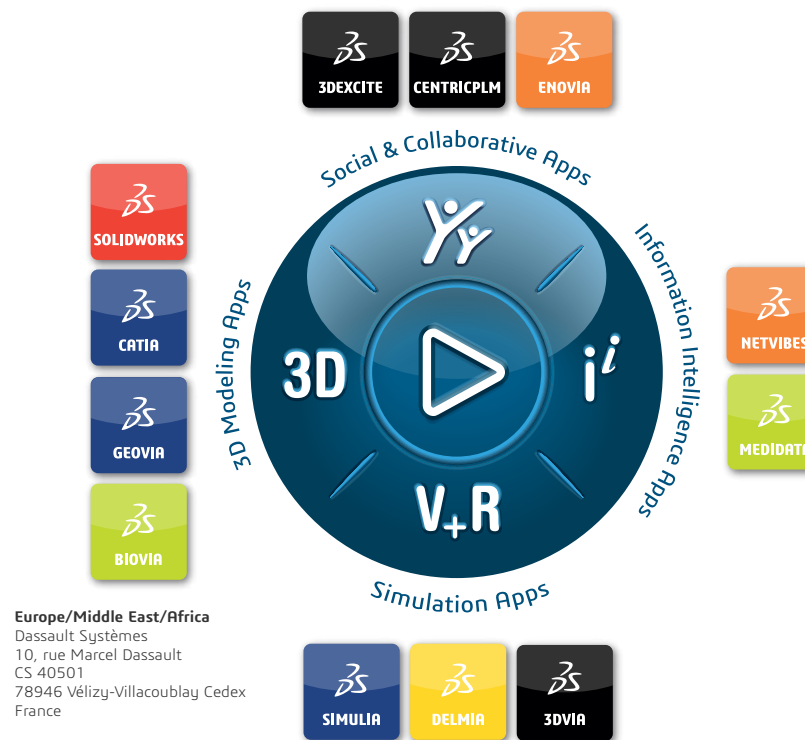 3DEXCITE
CENTRICPLM
ENOVIA
Social & Collaborative Apps
SOLIDWORKS
CATIA
GEOVIA
BIOVIA
3D Modeling Apps
3D
i i
V+R
Information Intelligence Apps
NETVIBES
MEDIDATA
Simulation Apps
SIMULIA
DELMIA
3DVIA
Europe/Middle East/Africa
Dassault Systèmes
10, rue Marcel Dassault
CS 40501
78946 Vélizy-Villacoublay Cedex
France